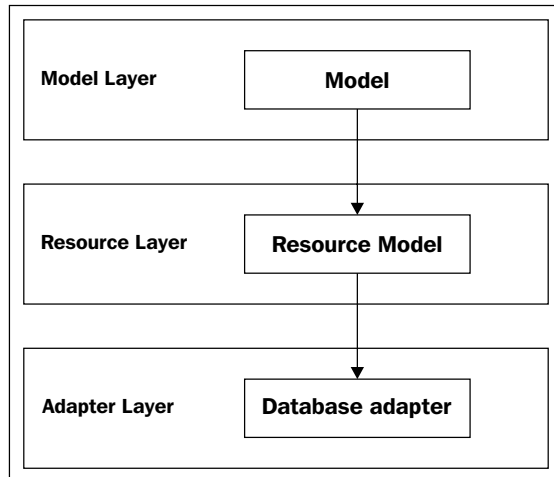 Model Layer
Model
Resource Layer
Resource Model
Adapter Layer
Database adapter